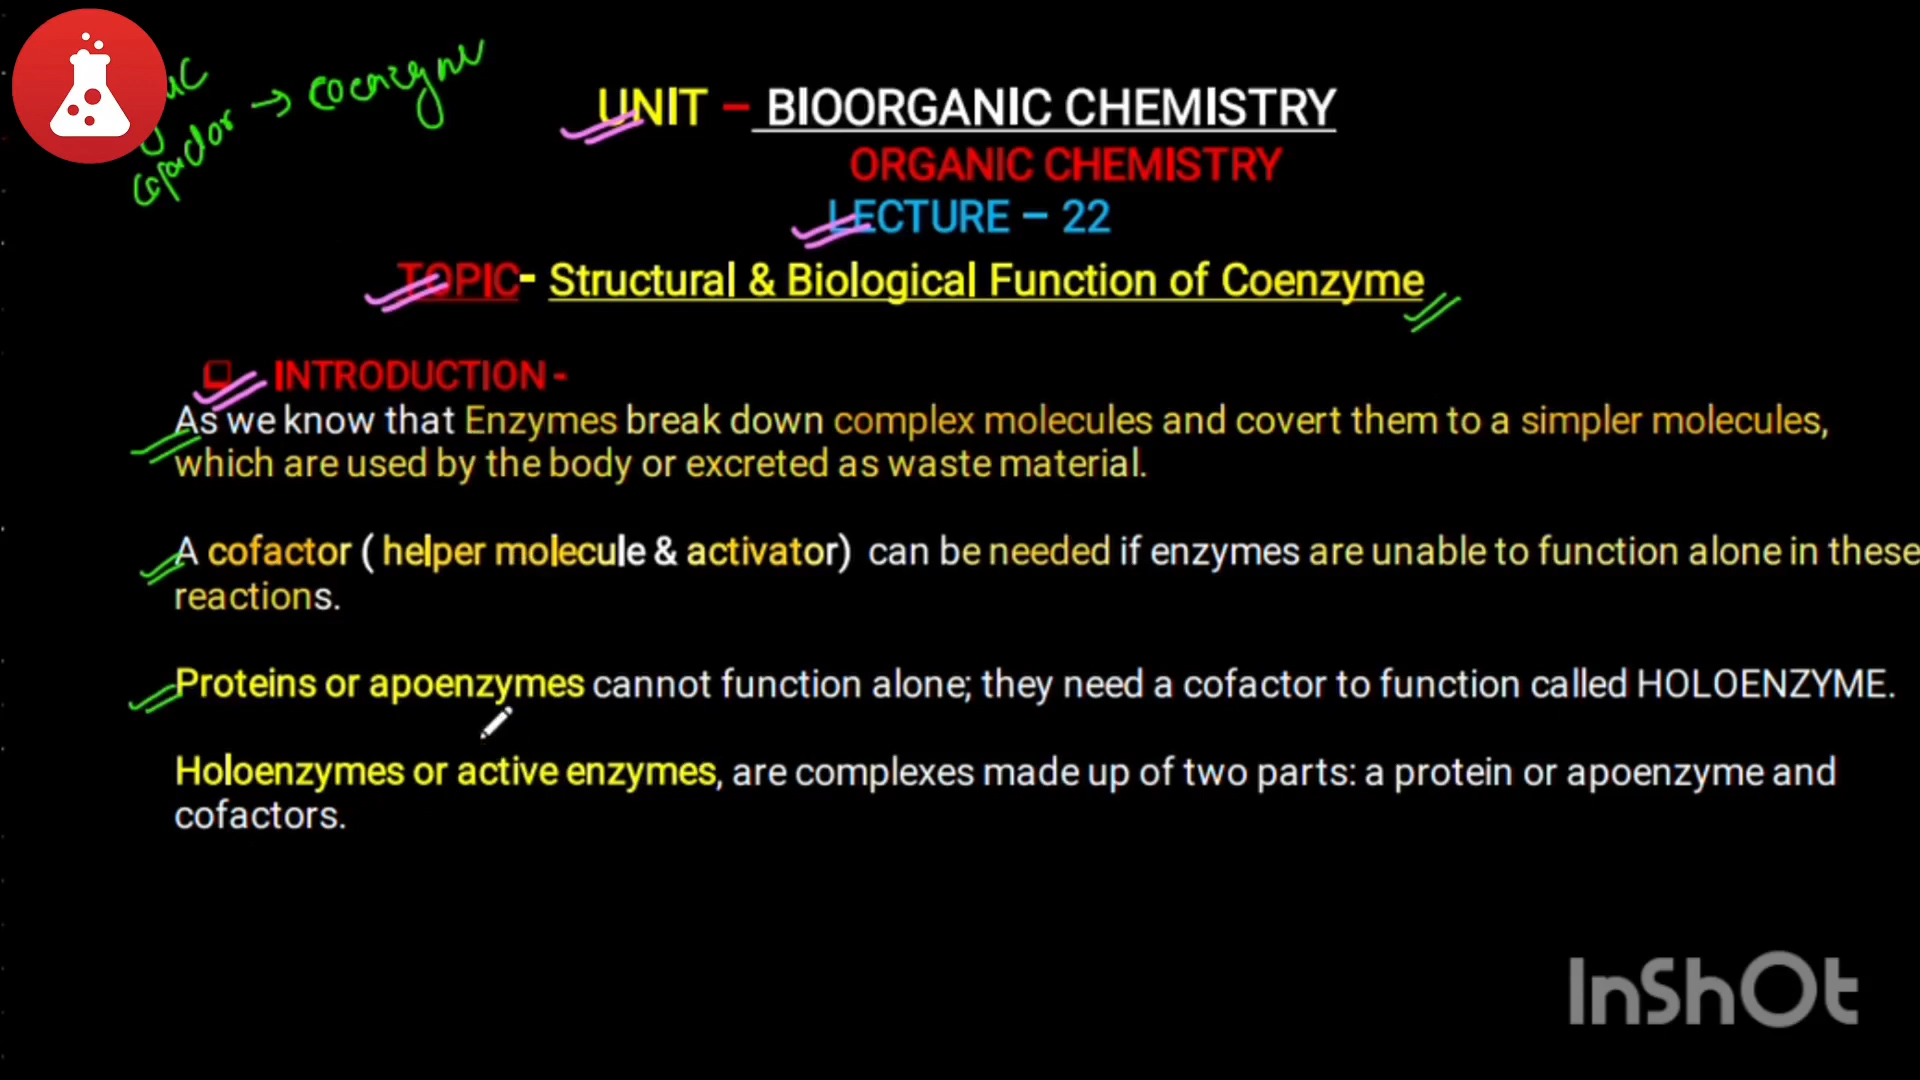 cofactor → coenzyme
UNIT – BIOORGANIC CHEMISTRY
ORGANIC CHEMISTRY
LECTURE – 22
TOPIC- Structural & Biological Function of Coenzyme
INTRODUCTION -
As we know that Enzymes break down complex molecules and covert them to a simpler molecules,
which are used by the body or excreted as waste material.
A cofactor ( helper molecule & activator) can be needed if enzymes are unable to function alone in these
reactions.
Proteins or apoenzymes cannot function alone; they need a cofactor to function called HOLOENZYME.
Holoenzymes or active enzymes, are complexes made up of two parts: a protein or apoenzyme and
cofactors.
InShOt